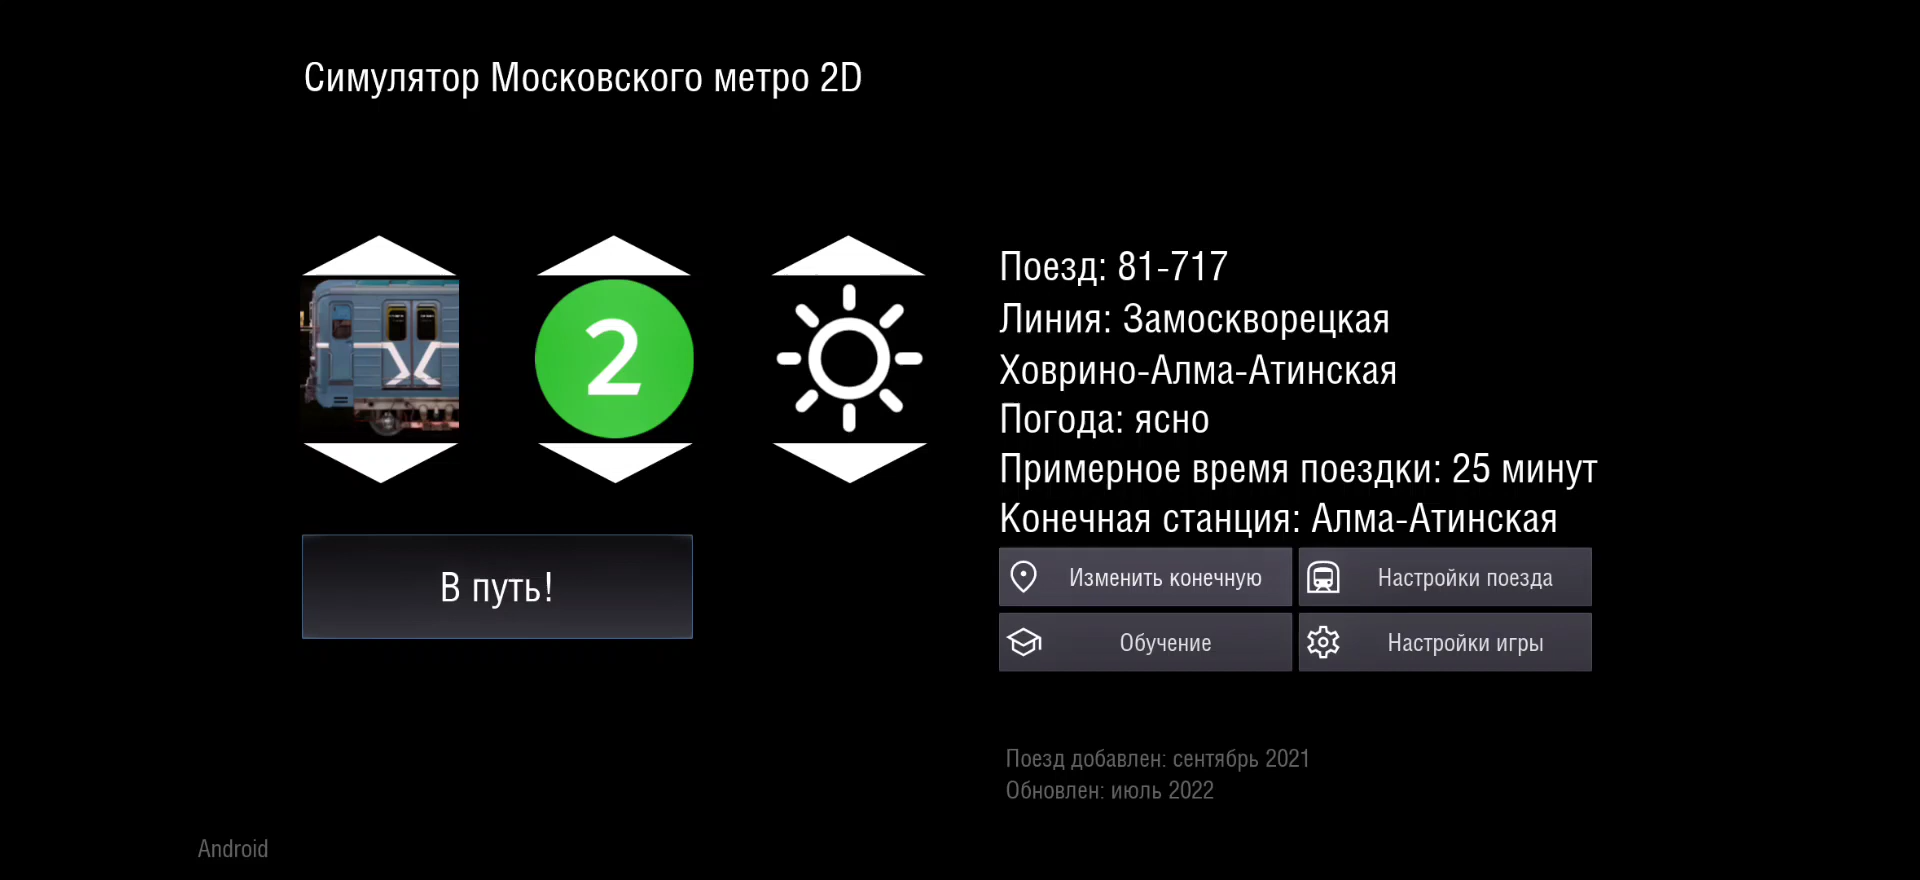 Симулятор Московского метро 2D
2
Поезд: 81-717
Линия: Замоскворецкая
Ховрино-Алма-Атинская
Погода: ясно
Примерное время поездки: 25 минут
Конечная станция: Алма-Атинская
В путь!
Изменить конечную
Настройки поезда
Обучение
Настройки игры
Поезд добавлен: сентябрь 2021
Обновлен: июль 2022
Android